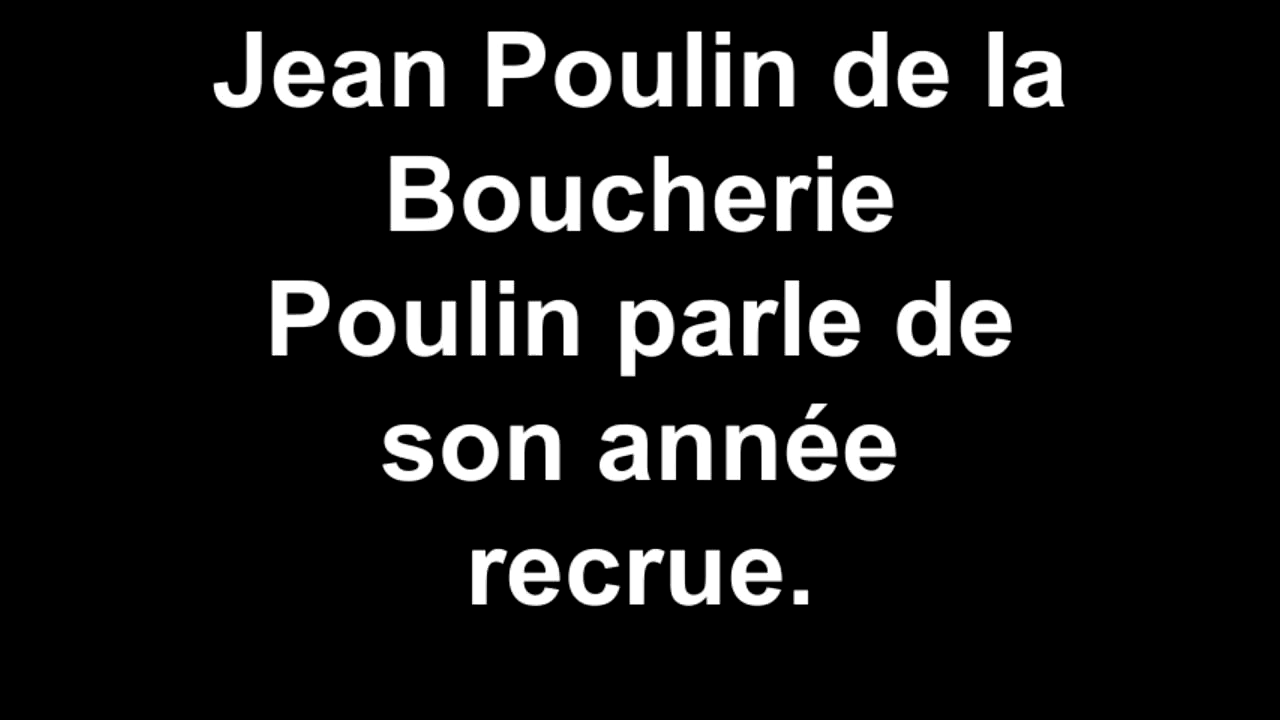 Jean Poulin de la
Boucherie
Poulin parle de
son année
recrue.